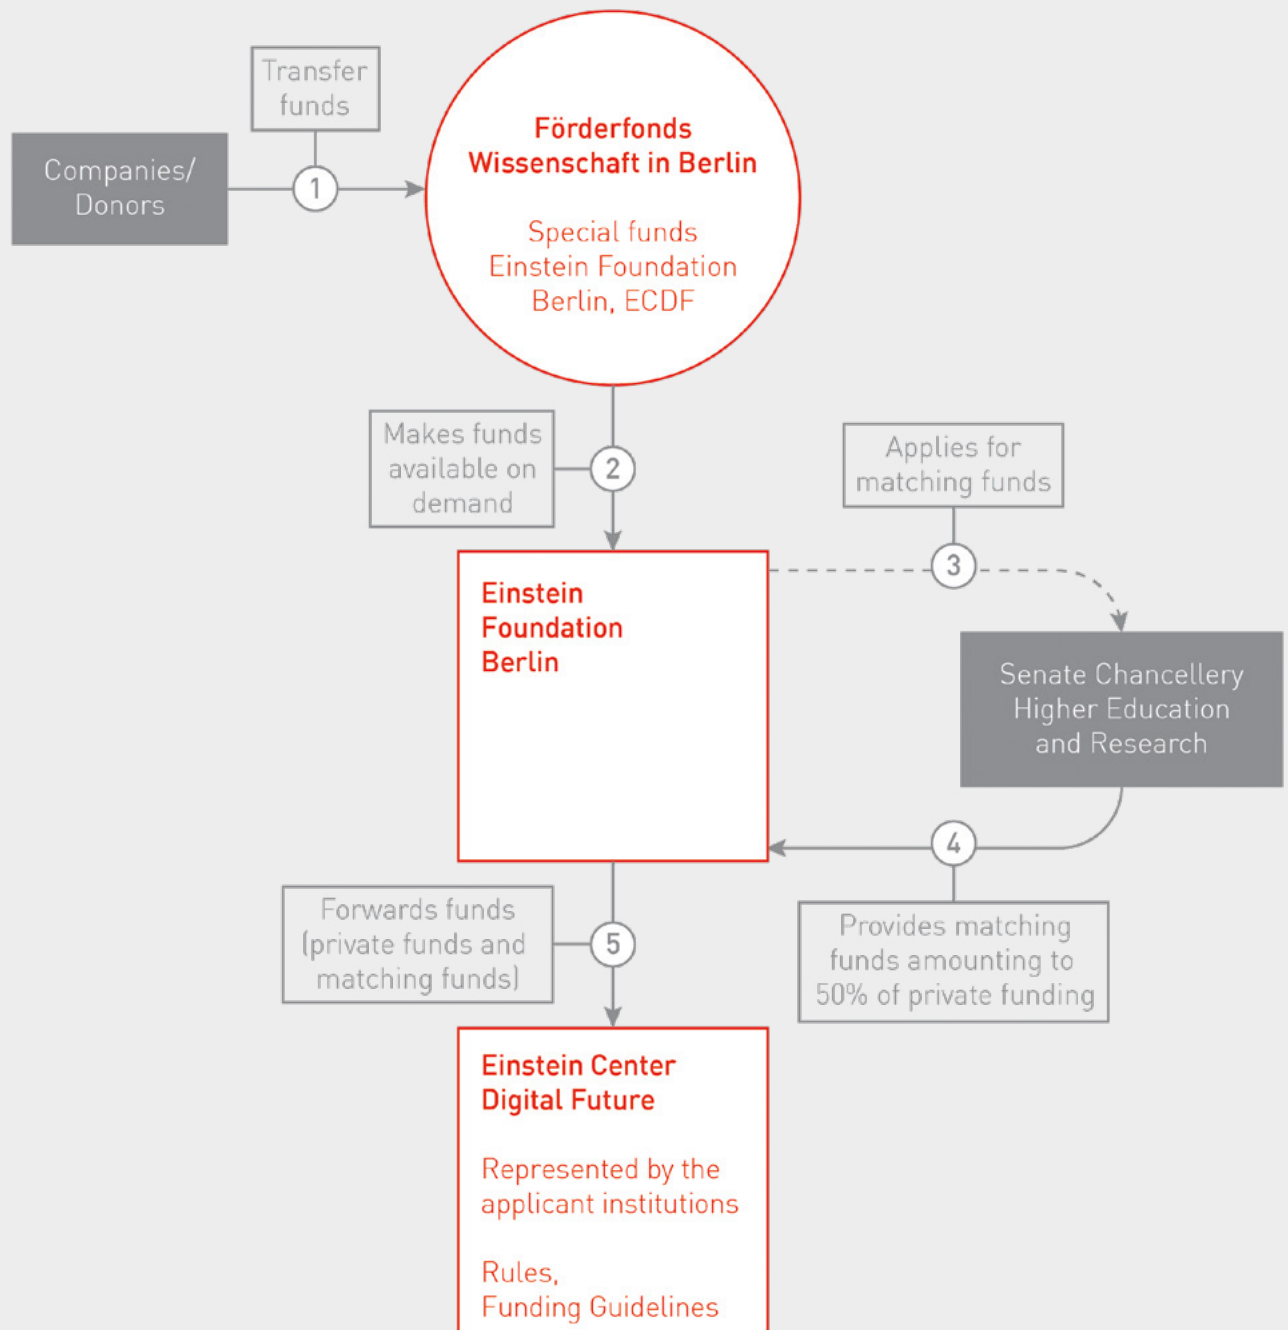 Transfer
funds
Companies/
Donors
1
Förderfonds
Wissenschaft in Berlin
Special funds
Einstein Foundation
Berlin, ECDF
Makes funds
available on
demand
2
Applies for
matching funds
3
Einstein
Foundation
Berlin
Senate Chancellery
Higher Education
and Research
4
Provides matching
funds amounting to
50% of private funding
Forwards funds
(private funds and
matching funds)
5
Einstein Center
Digital Future
Represented by the
applicant institutions
Rules,
Funding Guidelines